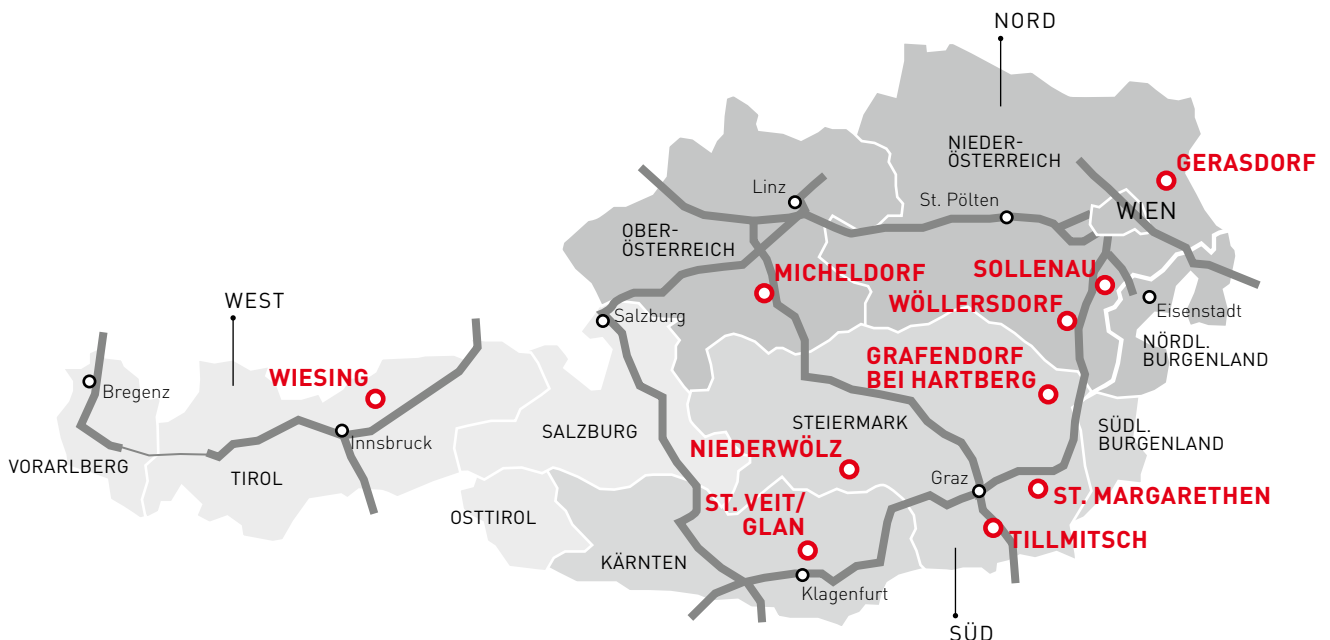 NORD
NIEDER-
ÖSTERREICH
GERASDORF
Linz
St. Pölten
WIEN
OBER-
ÖSTERREICH
MICHELDORF
SOLLENAU
WÖLLERSDORF
Eisenstadt
WEST
Salzburg
NÖRDL.
BURGENLAND
GRAFENDORF
BEI HARTBERG
WIESING
Bregenz
Innsbruck
SALZBURG
STEIERMARK
SÜDL.
BURGENLAND
VORARLBERG
TIROL
NIEDERWÖLZ
Graz
ST. MARGARETHEN
OSTTIROL
ST. VEIT/
GLAN
TILLMITSCH
KÄRNTEN
Klagenfurt
SÜD